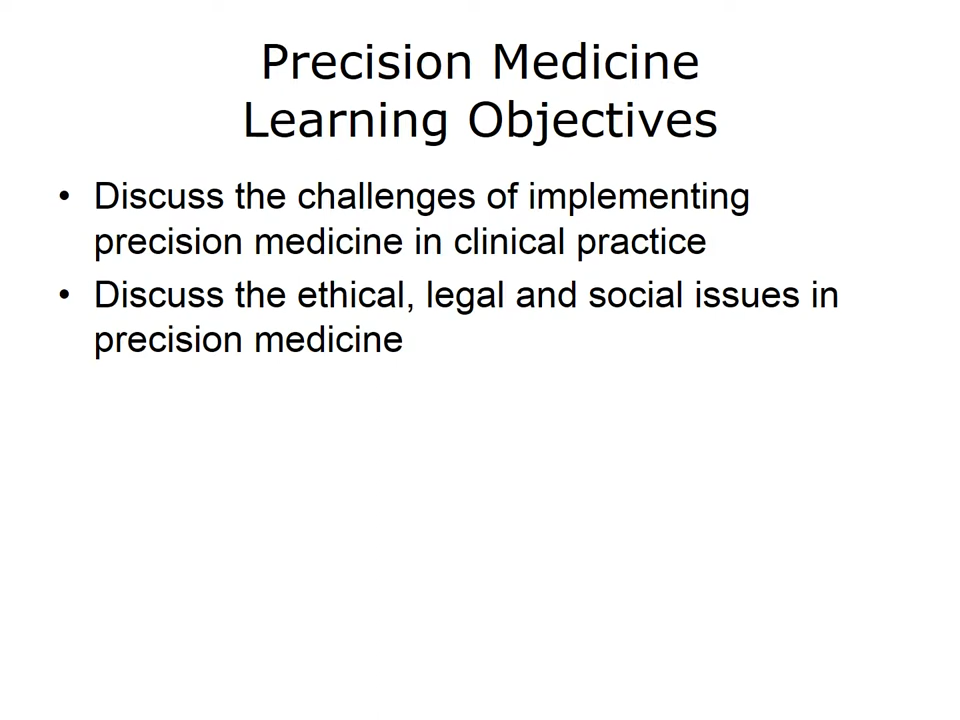 Precision Medicine
Learning Objectives
• Discuss the challenges of implementing
precision medicine in clinical practice
• Discuss the ethical, legal and social issues in
precision medicine